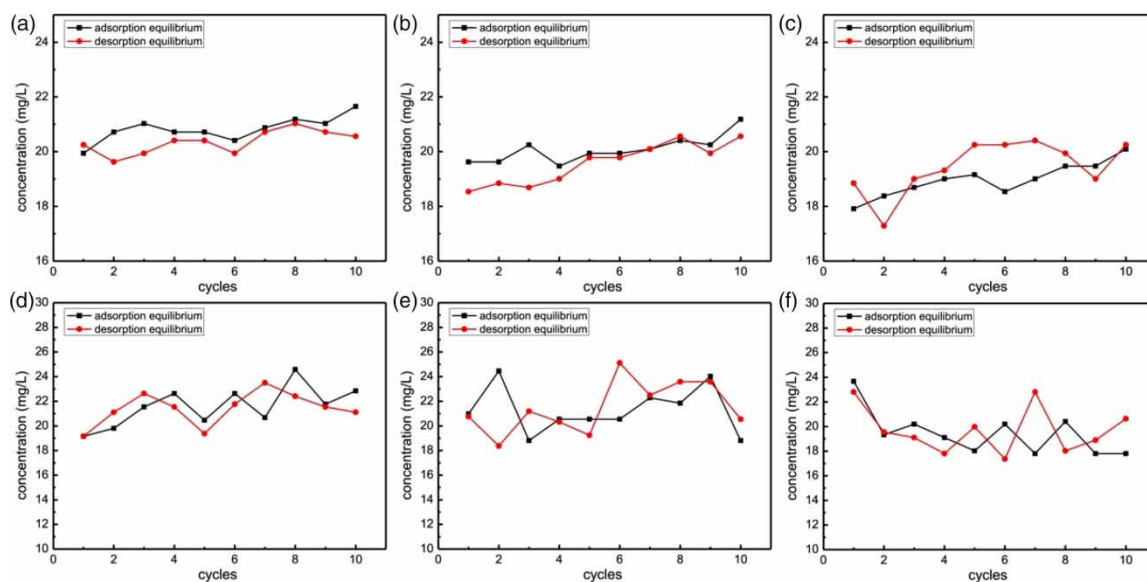 (a)
adsorption equilibrium
desorption equilibrium
concentration (mg/L)
24
22
20
18
16
0 2 4 6 8 10
cycles
(b)
adsorption equilibrium
desorption equilibrium
concentration (mg/L)
24
22
20
18
16
0 2 4 6 8 10
cycles
(c)
adsorption equilibrium
desorption equilibrium
concentration (mg/L)
24
22
20
18
16
0 2 4 6 8 10
cycles
(d)
adsorption equilibrium
desorption equilibrium
concentration (mg/L)
30
28
26
24
22
20
18
16
14
12
10
0 2 4 6 8 10
cycles
(e)
adsorption equilibrium
desorption equilibrium
concentration (mg/L)
30
28
26
24
22
20
18
16
14
12
10
0 2 4 6 8 10
cycles
(f)
adsorption equilibrium
desorption equilibrium
concentration (mg/L)
30
28
26
24
22
20
18
16
14
12
10
0 2 4 6 8 10
cycles